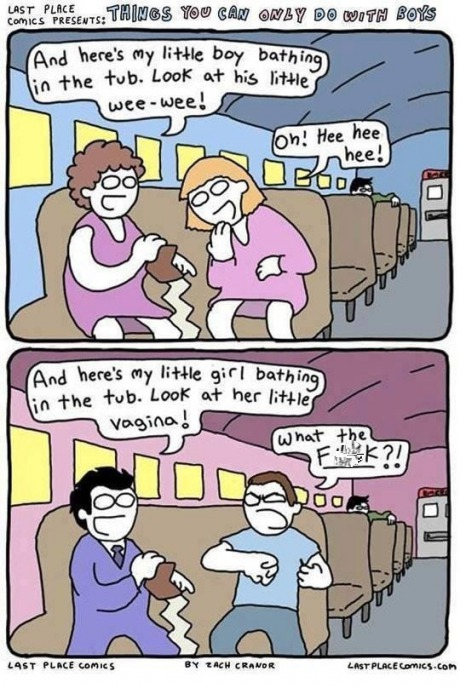 LAST PLACE
COMICS PRESENTS: THINGS YOU CAN ONLY DO WITH BOYS
And here's my little boy bathing
in the tub. Look at his little
wee-wee!
Oh! Hee hee
hee!
And here's my little girl bathing
in the tub. Look at her little
vagina!
What the
F K?!
LAST PLACE COMICS BY ZACH CRANOR LASTPLACECOMICS.COM